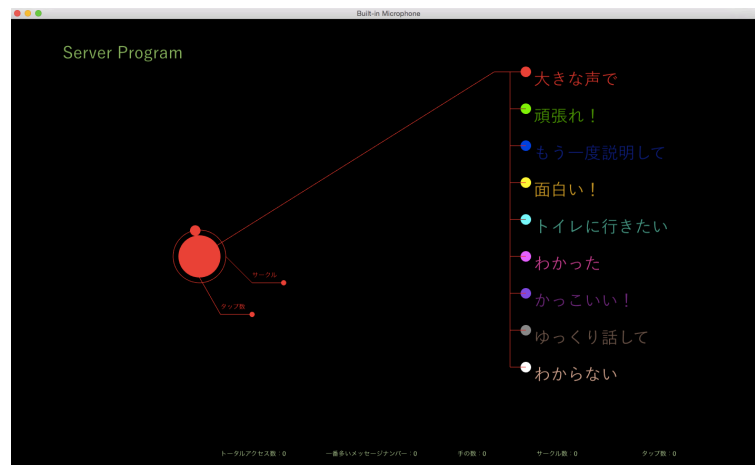 Built-in Microphone
Server Program
大きな声で
頑張れ！
もう一度説明して
面白い！
トイレに行きたい
わかった
かっこいい！
ゆっくり話して
わからない
サークル
タップ数
トータルアクセス数：0 一番多いメッセージナンバー：0 手の数：0 サークル数：0 タップ数：0